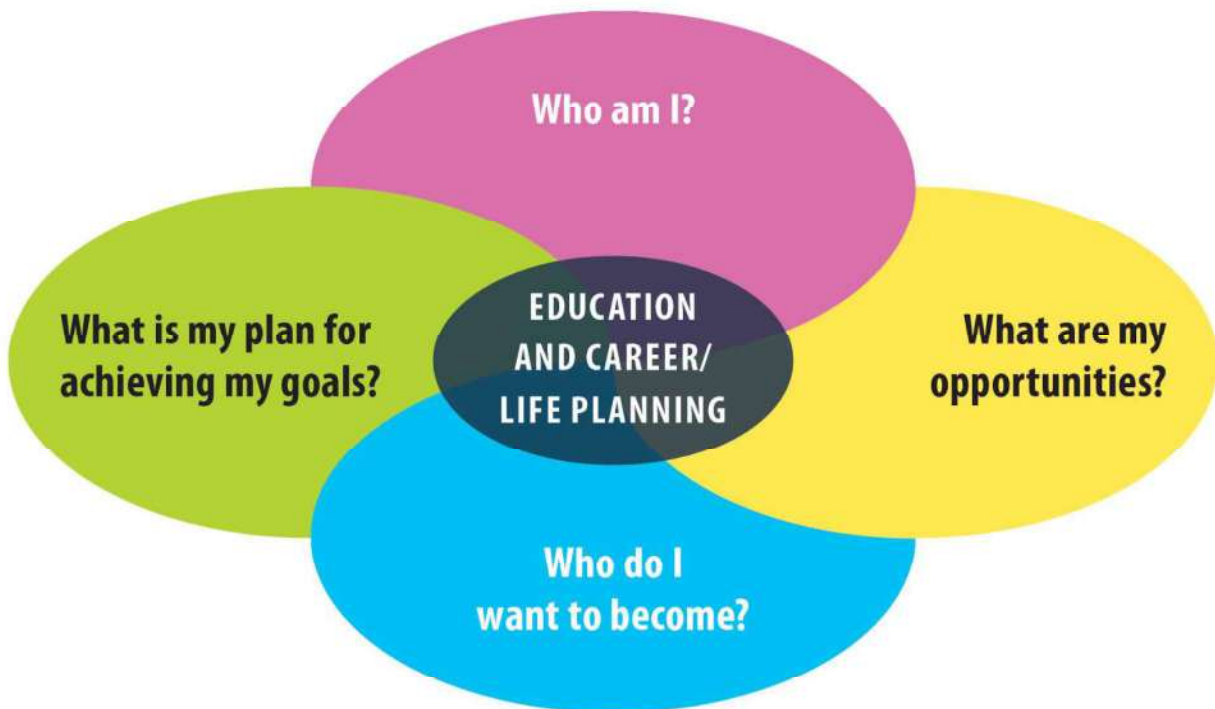 Who am I?
What is my plan for
achieving my goals?
EDUCATION
AND CAREER/
LIFE PLANNING
What are my
opportunities?
Who do I
want to become?